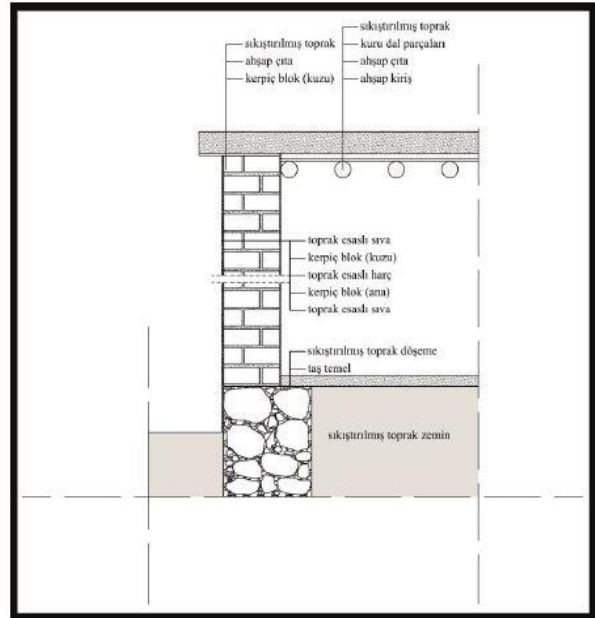 sıkıştırılmış toprak
kuru dal parçaları
ahşap çıta
ahşap kiriş
sıkıştırılmış toprak
ahşap çıta
kerpiç blok (kuzu)
toprak esaslı sıva
kerpiç blok (kuzu)
toprak esaslı harç
kerpiç blok (ana)
toprak esaslı sıva
sıkıştırılmış toprak döşeme
taş temel
sıkıştırılmış toprak zemin